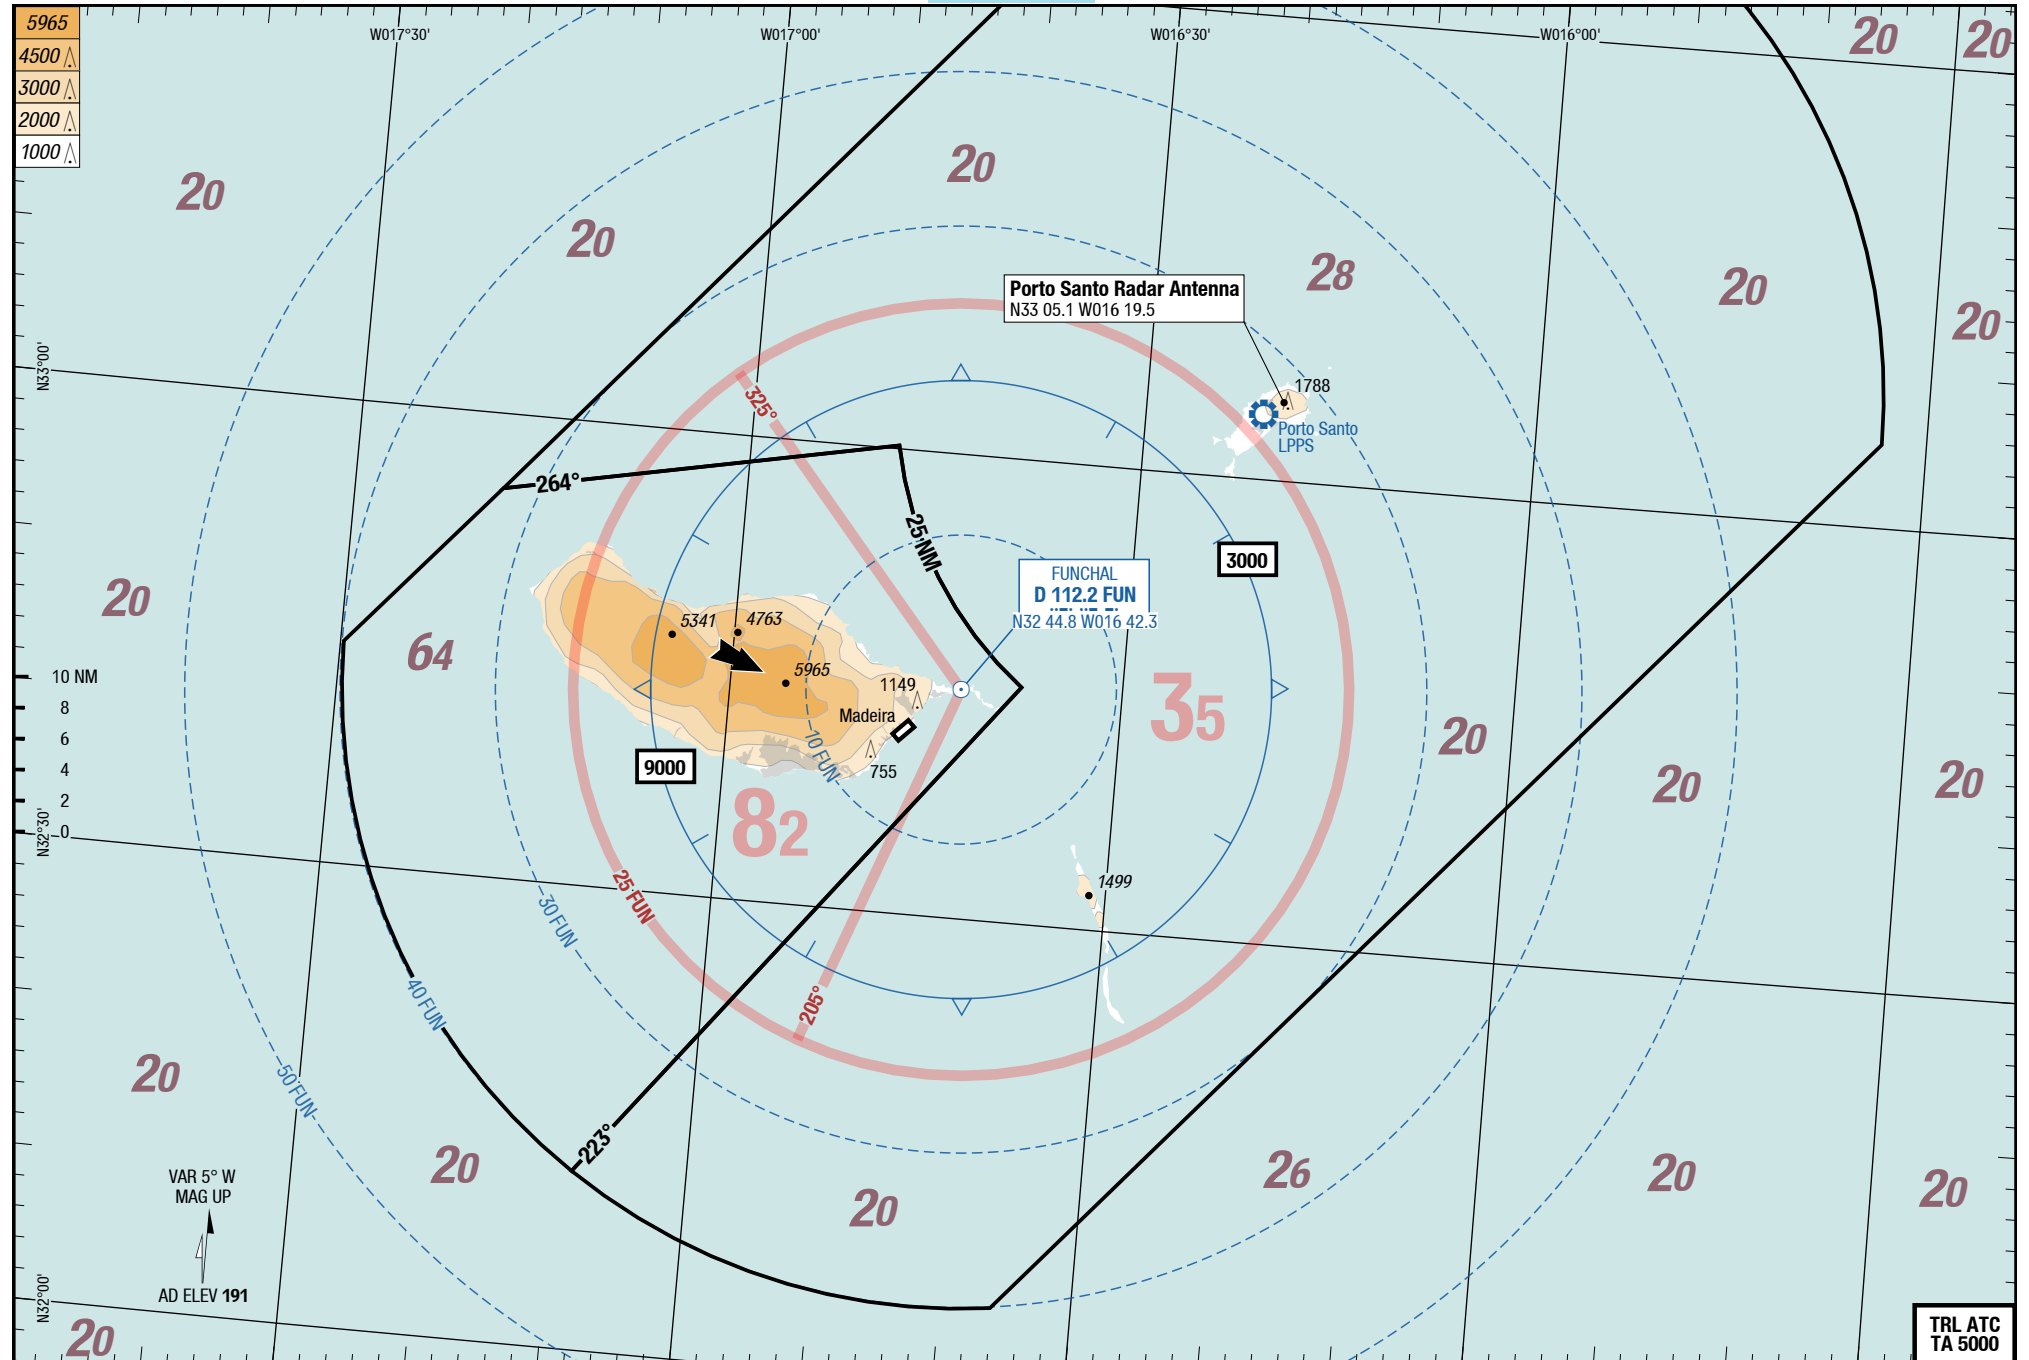 5965
4500
3000
2000
1000
W017°30'
W017°00'
W016°30'
W016°00'
20
20
20
20
20
28
20
20
Porto Santo Radar Antenna
N33 05.1 W016 19.5
N33°00'
325°
1788
Porto Santo
LPPS
264°
25 NM
3000
FUNCHAL
D 112.2 FUN
N32 44.8 W016 42.3
20
64
5341
4763
5965
1149
Madeira
755
35
20
20
20
10 NM
8
6
4
2
0
N32°30'
9000
10 FUN
82
25 FUN
30 FUN
1499
205°
40 FUN
50 FUN
20
223°
20
20
26
20
20
VAR 5° W
MAG UP
AD ELEV 191
N32°00'
20
TRL ATC
TA 5000